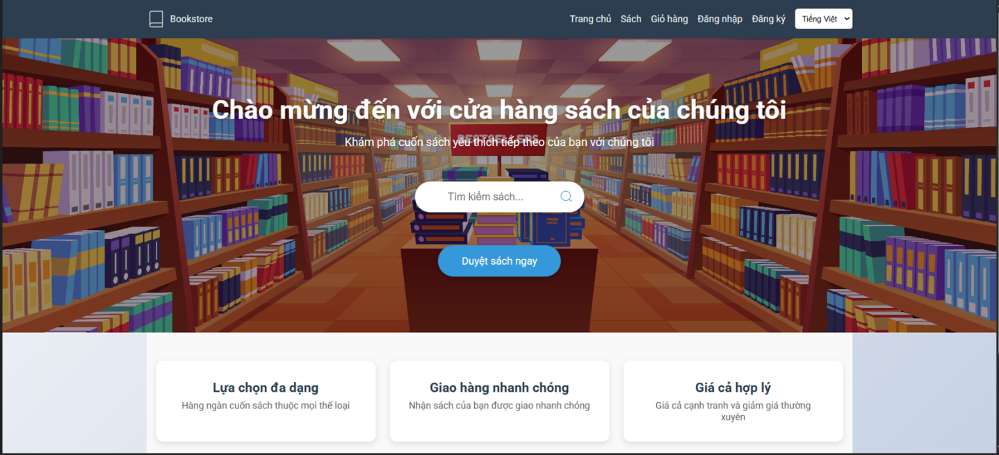 Bookstore
Trang chủ Sách Giỏ hàng Đăng nhập Đăng ký Tiếng Việt
Chào mừng đến với cửa hàng sách của chúng tôi
BESTSELLERS
Khám phá cuốn sách yêu thích tiếp theo của bạn với chúng tôi
Tìm kiếm sách...
Duyệt sách ngay
Lựa chọn đa dạng
Hàng ngàn cuốn sách thuộc mọi thể loại
Giao hàng nhanh chóng
Nhận sách của bạn được giao nhanh chóng
Giá cả hợp lý
Giá cả cạnh tranh và giảm giá thường
xuyên